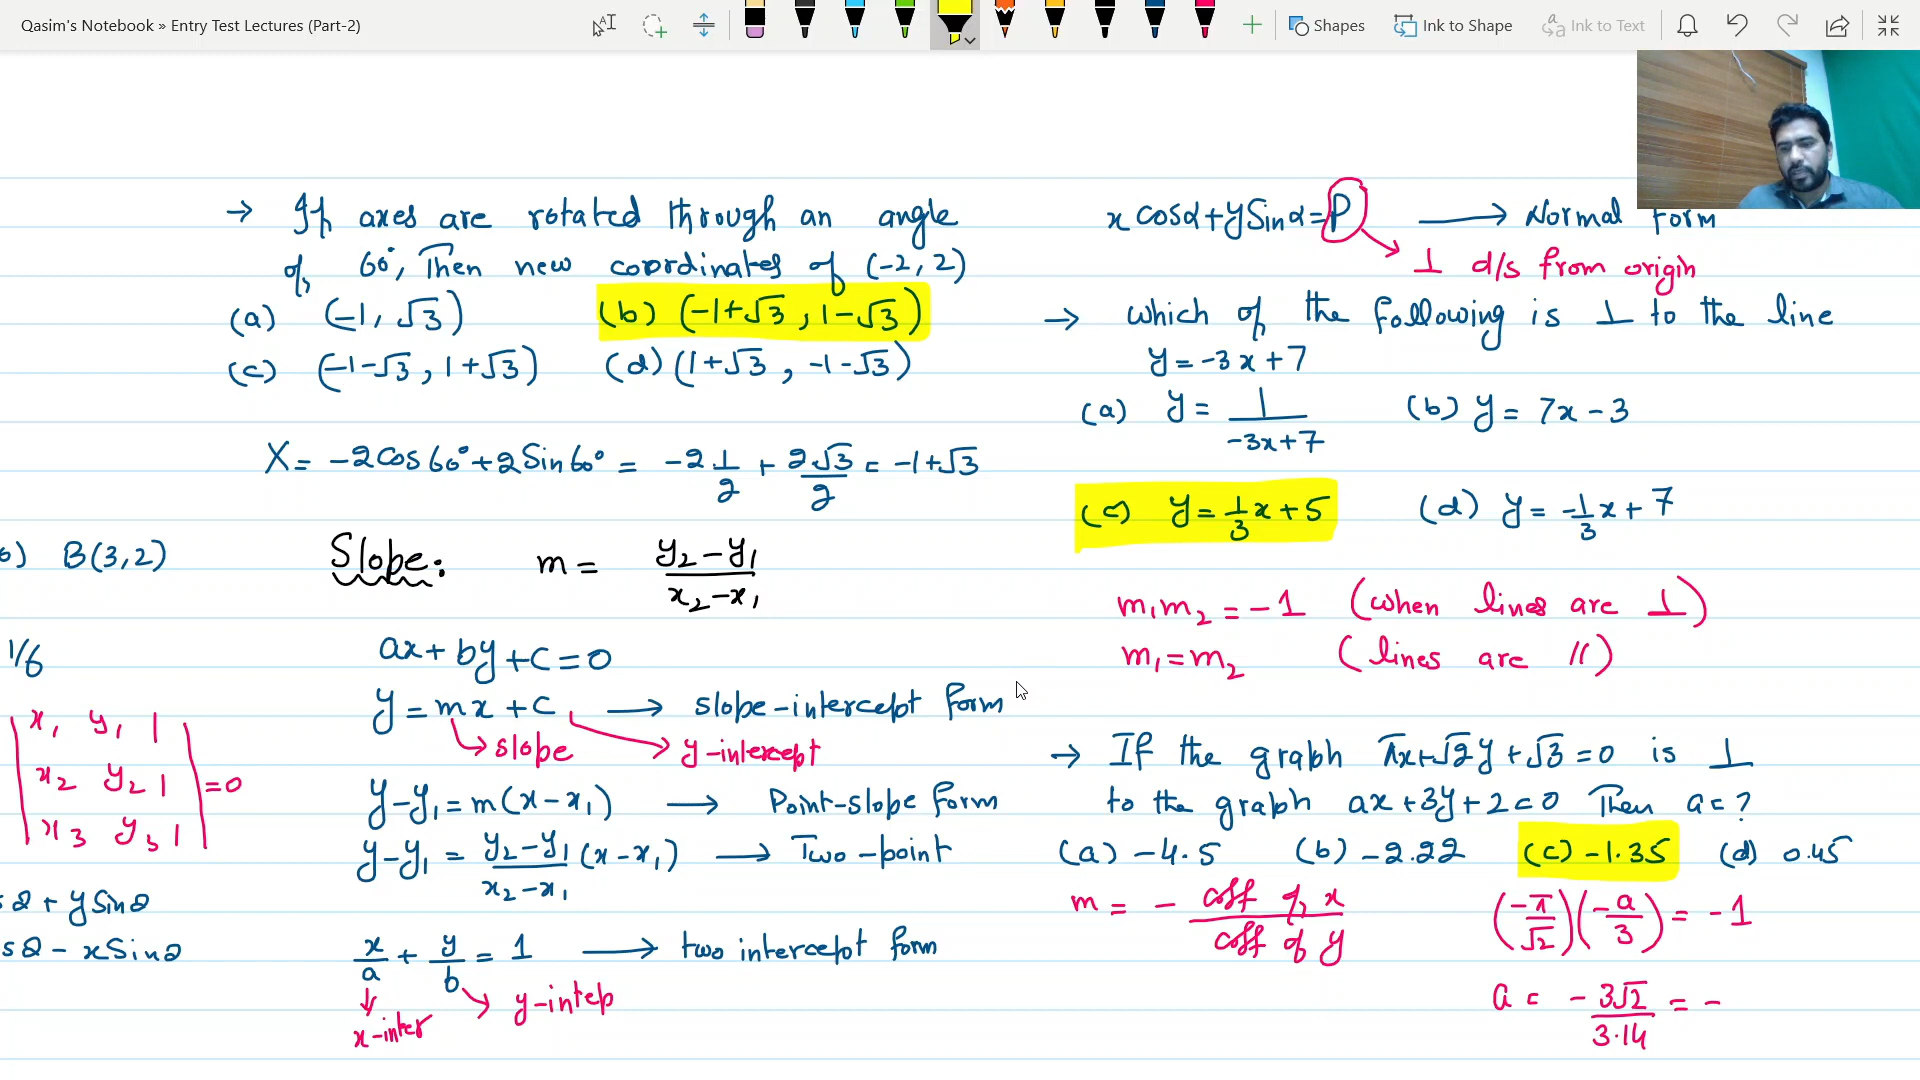 Qasim's Notebook » Entry Test Lectures (Part-2)
Shapes
Ink to Shape
Ink to Text
→ If axes are rotated through an angle
of 60°, Then new coordinates of (-2, 2)
(a) (-1, √3) (b) (-1+√3, 1-√3)
(c) (-1-√3, 1+√3) (d) (1+√3, -1-√3)
X = -2cos60°+2Sin60° = -2 1/2 + 2√3/2 = -1+√3
B(3,2)
Slope: m = y₂-y₁/x₂-x₁
1/6
ax+by+c=0
y=mx+c → slope-intercept form
slope y-intercept
|x₁ y₁ 1|
|x₂ y₂ 1| =0
|x₃ y₃ 1|
y-y₁=m(x-x₁) → Point-slope form
y-y₁ = y₂-y₁/x₂-x₁ (x-x₁) → Two-point
+ ySinθ
- xSinθ
x/a + y/b = 1 → two intercept form
x-inter y-intep
x cosα+ySinα=P → Normal form
⊥ d/s from origin
→ which of the following is ⊥ to the line
y=-3x+7
(a) y= 1/-3x+7 (b) y= 7x-3
(c) y=1/3x+5 (d) y=-1/3x+7
m₁m₂=-1 (when lines are ⊥)
m₁=m₂ (lines are //)
→ If the graph πx+√2y+√3=0 is ⊥
to the graph ax+3y+2=0 Then a=?
(a) -4.5 (b) -2.22 (c) -1.35 (d) 0.45
m = - coff of x/coff of y (-π/√2)(-a/3)=-1
a = -3√2/3.14 = -